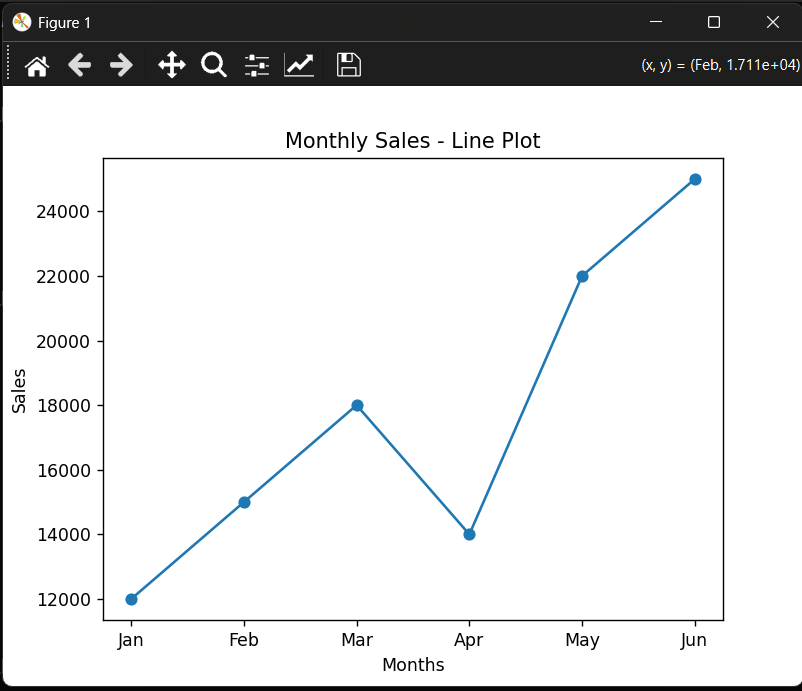 Figure 1
(x, y) = (Feb, 1.711e+04)
Monthly Sales - Line Plot
24000
22000
20000
18000
16000
14000
12000
Sales
Jan Feb Mar Apr May Jun
Months